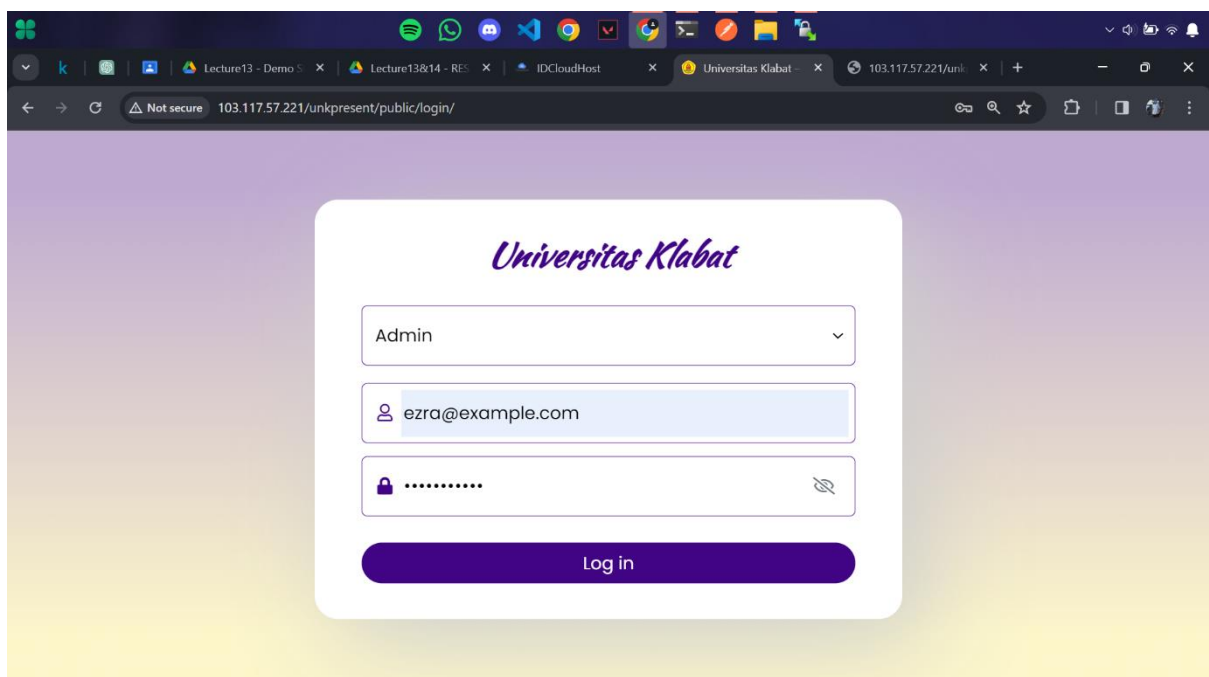 k
Lecture13 - Demo S
Lecture13&14 - RES
IDCloudHost
Universitas Klabat -
103.117.57.221/unk
Not secure
103.117.57.221/unkpresent/public/login/
Universitas Klabat
Admin
ezra@example.com
•••••••••••
Log in